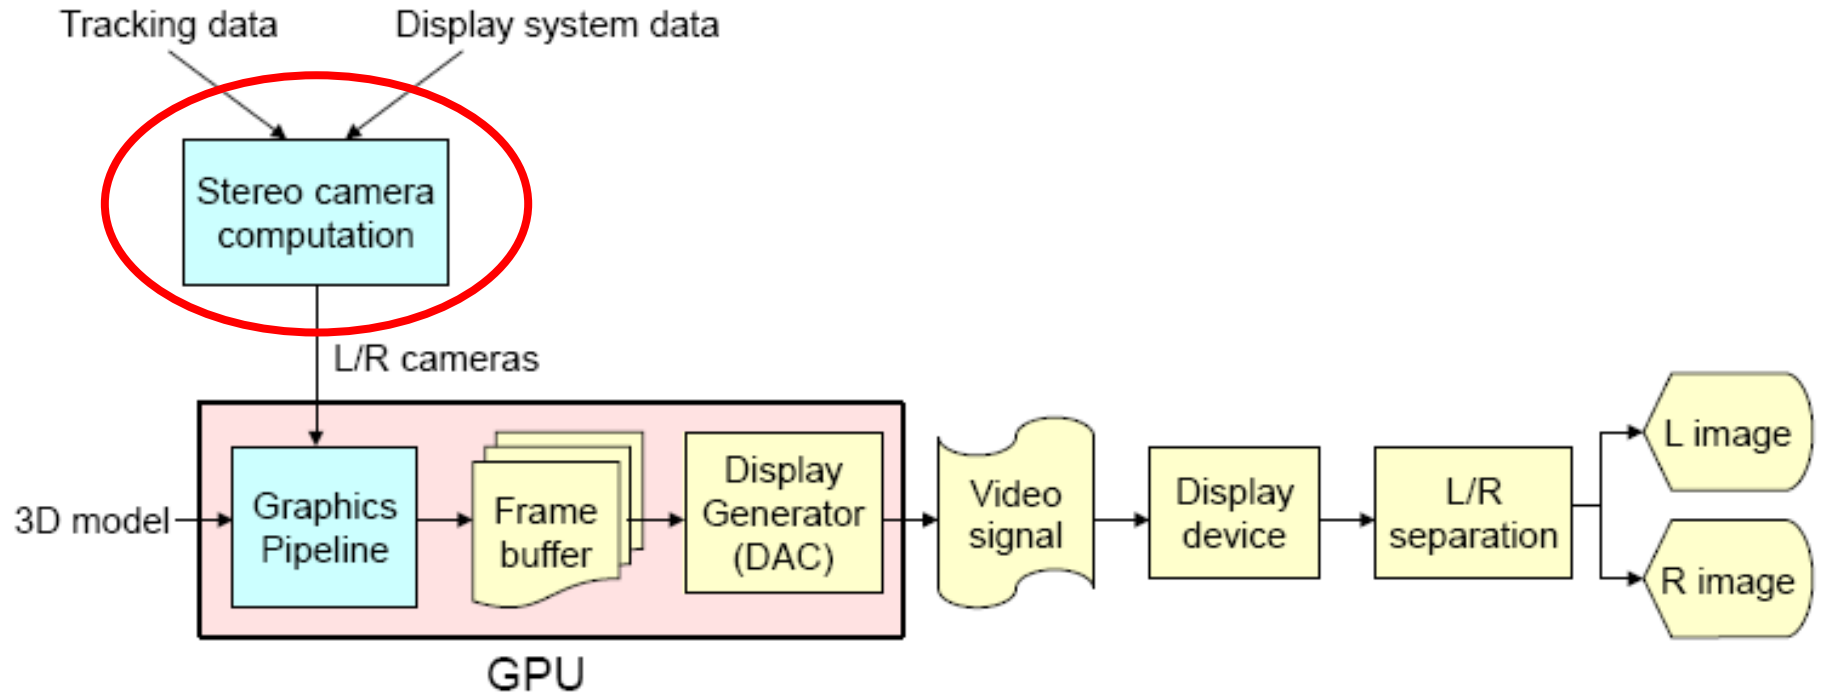 Tracking data
Display system data
Stereo camera
computation
L/R cameras
3D model
Graphics
Pipeline
Frame
buffer
Display
Generator
(DAC)
Video
signal
Display
device
L/R
separation
L image
R image
GPU